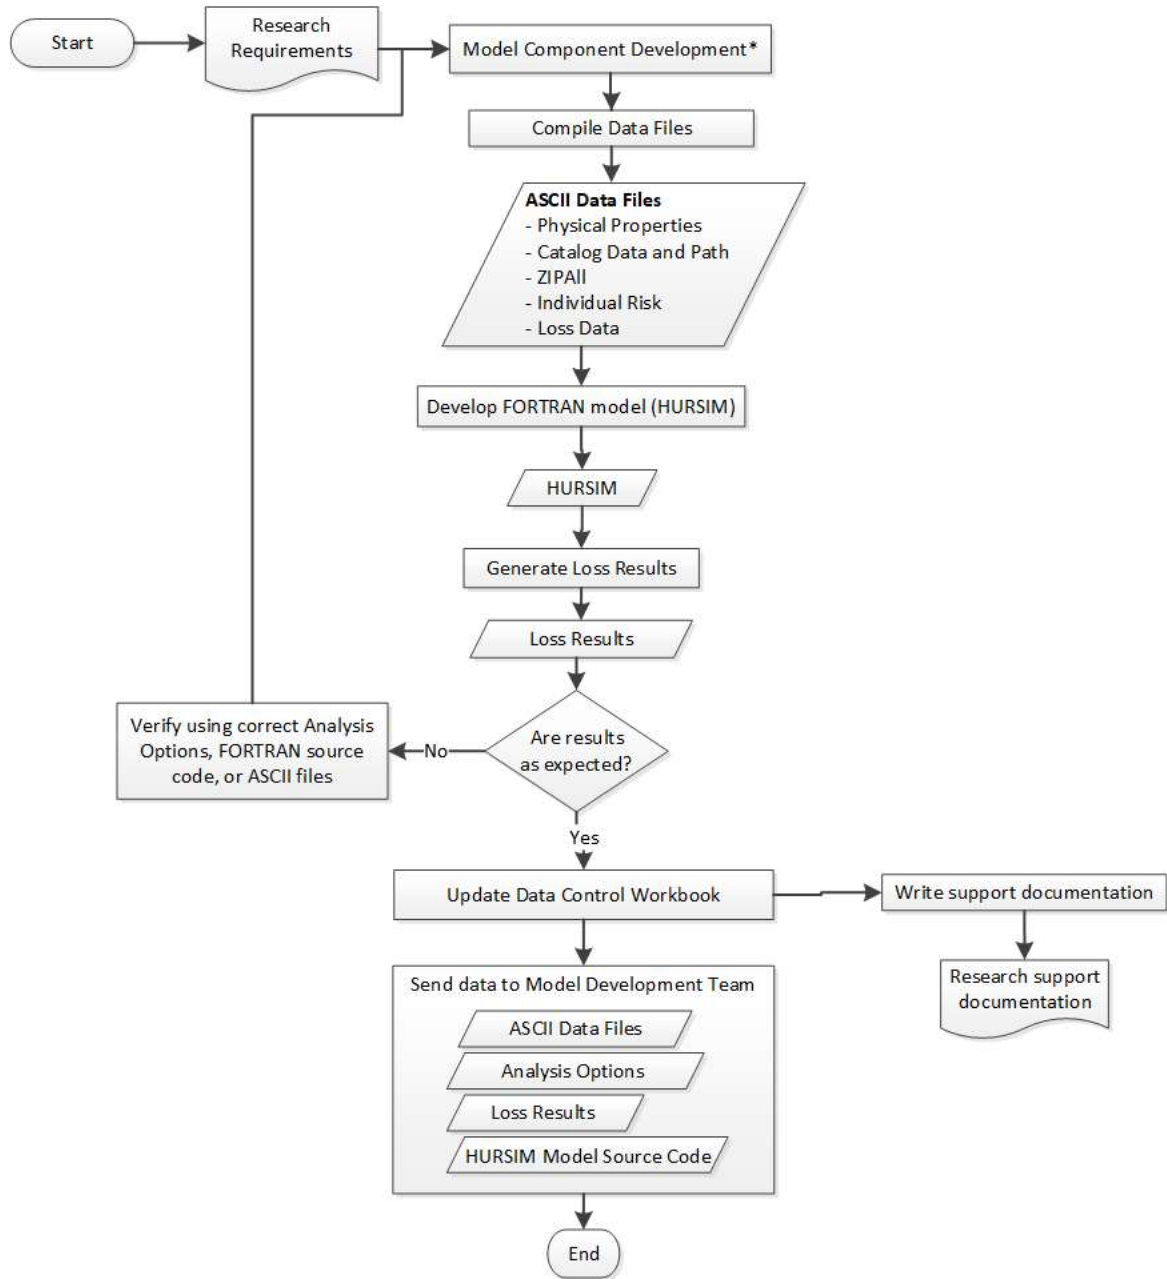 Start
Research
Requirements
Model Component Development*
Compile Data Files
ASCII Data Files
- Physical Properties
- Catalog Data and Path
- ZIPAll
- Individual Risk
- Loss Data
Develop FORTRAN model (HURSIM)
HURSIM
Generate Loss Results
Loss Results
Are results
as expected?
No
Verify using correct Analysis
Options, FORTRAN source
code, or ASCII files
Yes
Update Data Control Workbook
Write support documentation
Research support
documentation
Send data to Model Development Team
ASCII Data Files
Analysis Options
Loss Results
HURSIM Model Source Code
End